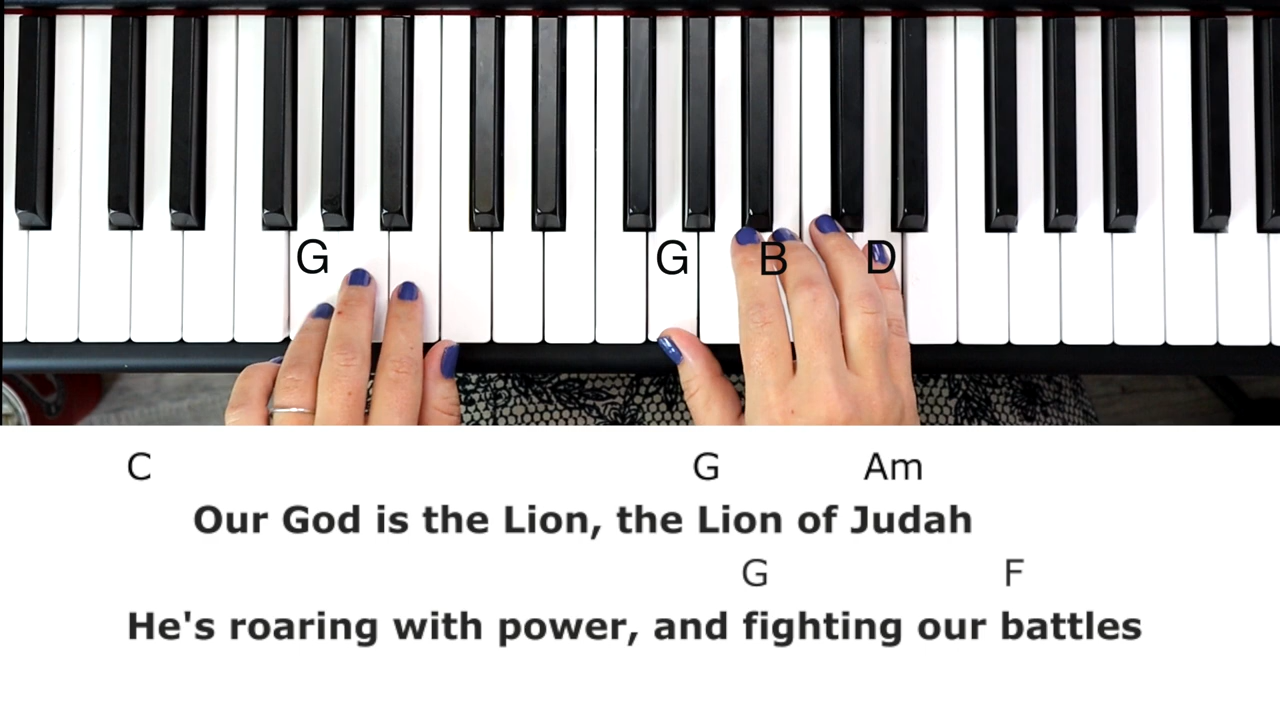 G G B D
C G Am
Our God is the Lion, the Lion of Judah
G F
He's roaring with power, and fighting our battles